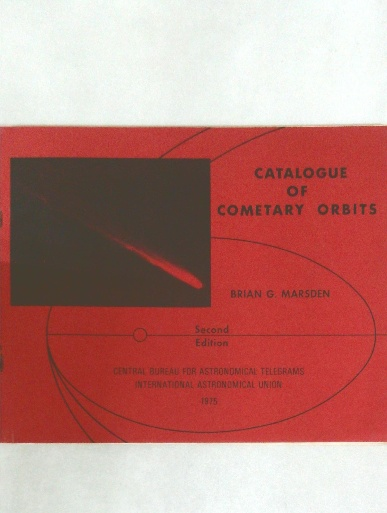 CATALOGUE
OF
COMETARY ORBITS
BRIAN G. MARSDEN
Second
Edition
CENTRAL BUREAU FOR ASTRONOMICAL TELEGRAMS
INTERNATIONAL ASTRONOMICAL UNION
1975